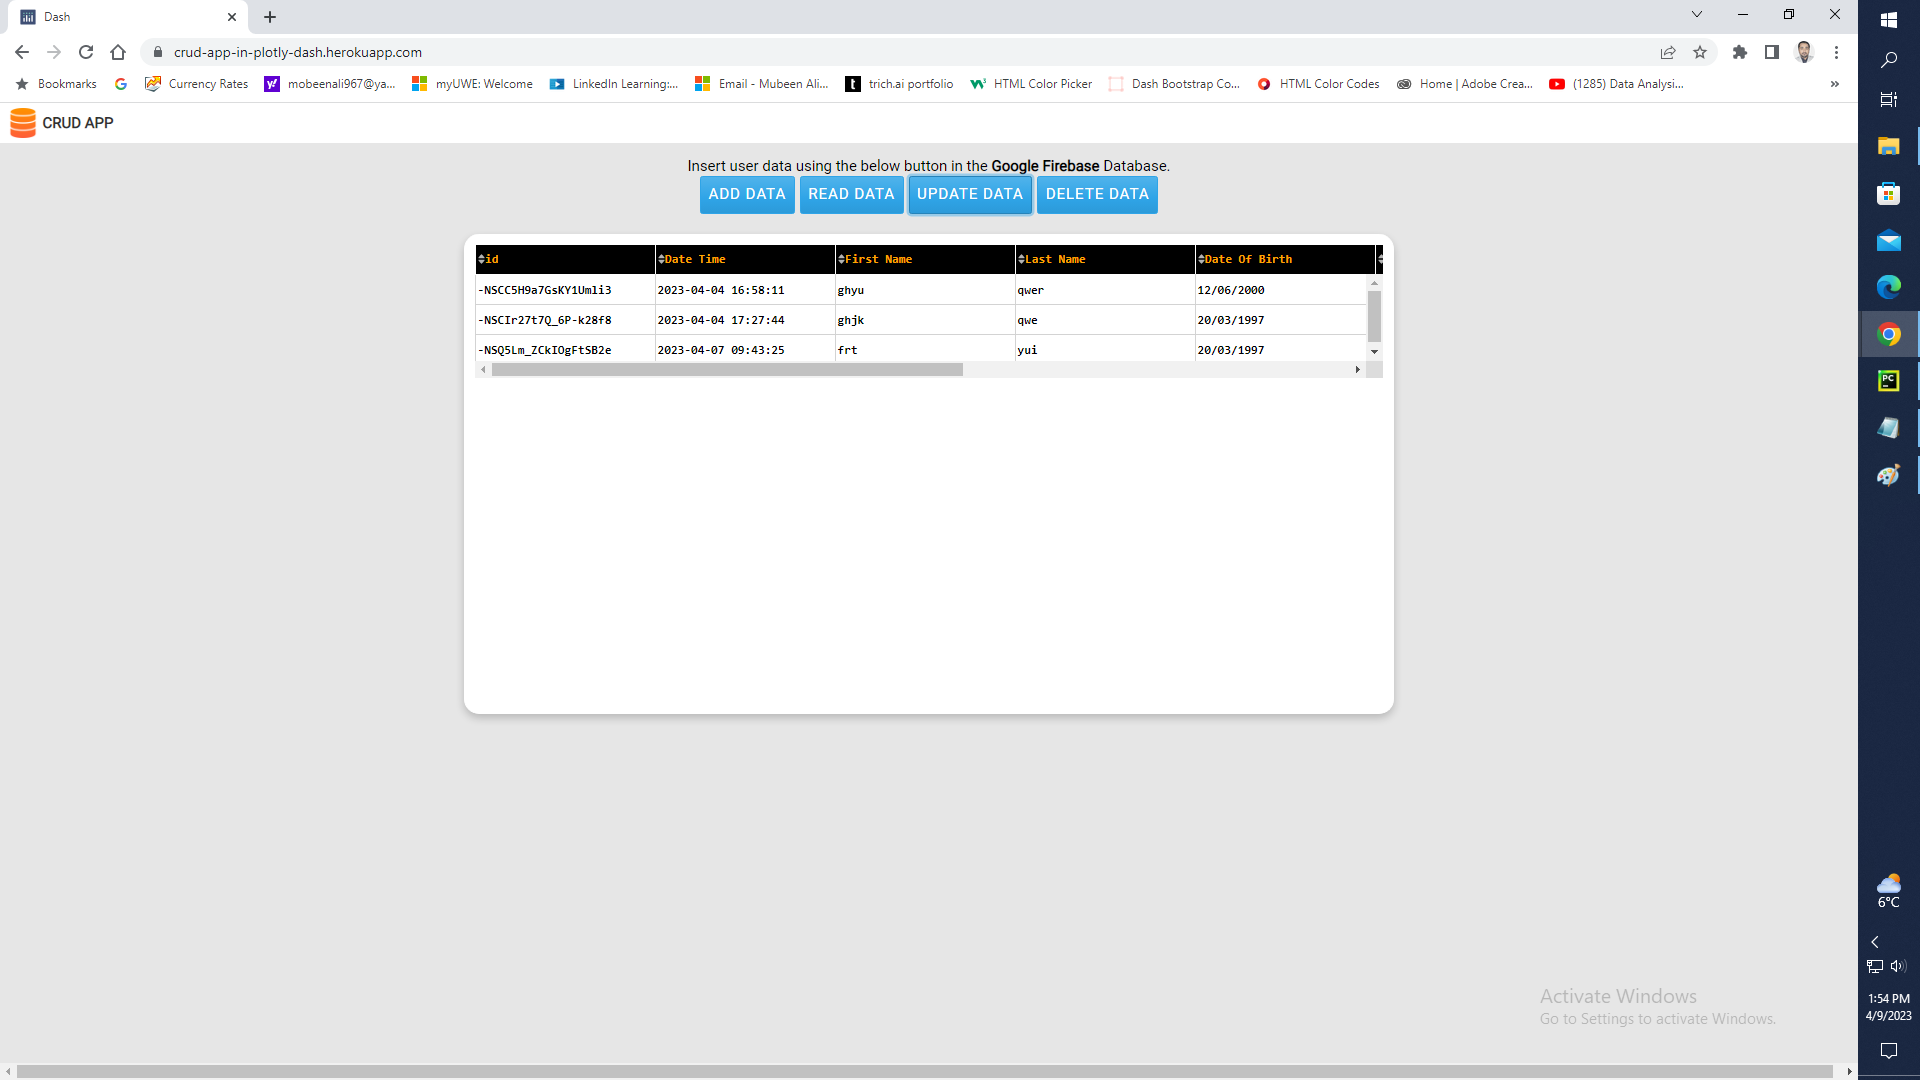 Dash
crud-app-in-plotly-dash.herokuapp.com
Bookmarks Currency Rates mobeenali967@ya... myUWE: Welcome LinkedIn Learning:... Email - Mubeen Ali... trich.ai portfolio HTML Color Picker Dash Bootstrap Co... HTML Color Codes Home | Adobe Crea... (1285) Data Analysi... »
CRUD APP
Insert user data using the below button in the Google Firebase Database.
ADD DATA READ DATA UPDATE DATA DELETE DATA
id Date Time First Name Last Name Date Of Birth
-NSCC5H9a7GsKY1Umli3 2023-04-04 16:58:11 ghyu qwer 12/06/2000
-NSCIr27t7Q_6P-k28f8 2023-04-04 17:27:44 ghjk qwe 20/03/1997
-NSQ5Lm_ZCkIOgFtSB2e 2023-04-07 09:43:25 frt yui 20/03/1997
Activate Windows
Go to Settings to activate Windows.
PC
6°C
1:54 PM
4/9/2023